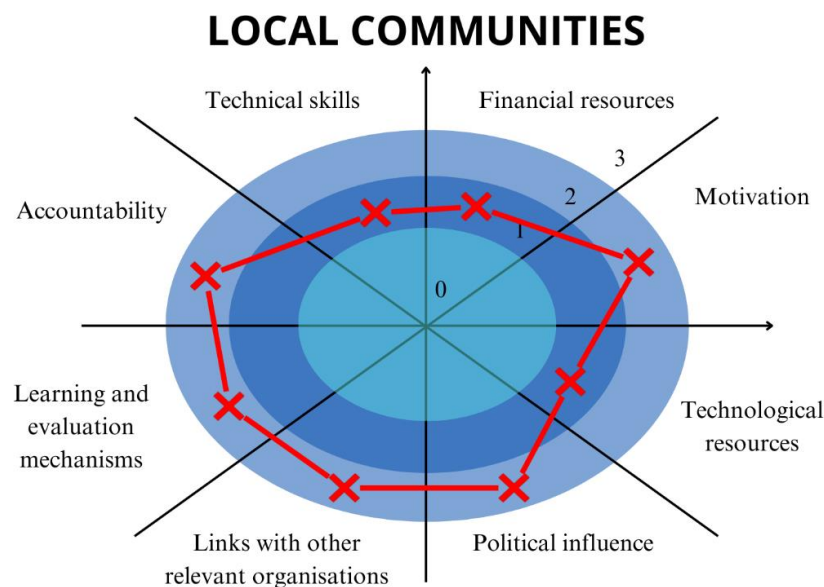 LOCAL COMMUNITIES
Technical skills
Financial resources
3
2
1
0
Accountability
Motivation
Learning and
evaluation
mechanisms
Technological
resources
Links with other
relevant organisations
Political influence